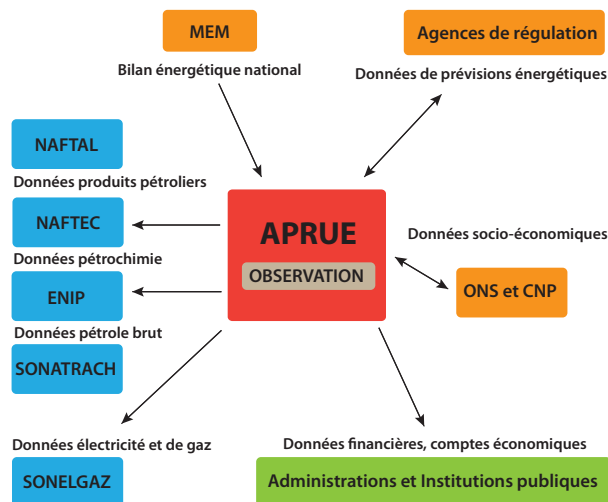 MEM
Agences de régulation
Bilan énergétique national
Données de prévisions énergétiques
NAFTAL
Données produits pétroliers
NAFTEC
APRUE
Données socio-économiques
Données pétrochimie
OBSERVATION
ENIP
ONS et CNP
Données pétrole brut
SONATRACH
Données électricité et de gaz
Données financières, comptes économiques
SONELGAZ
Administrations et Institutions publiques